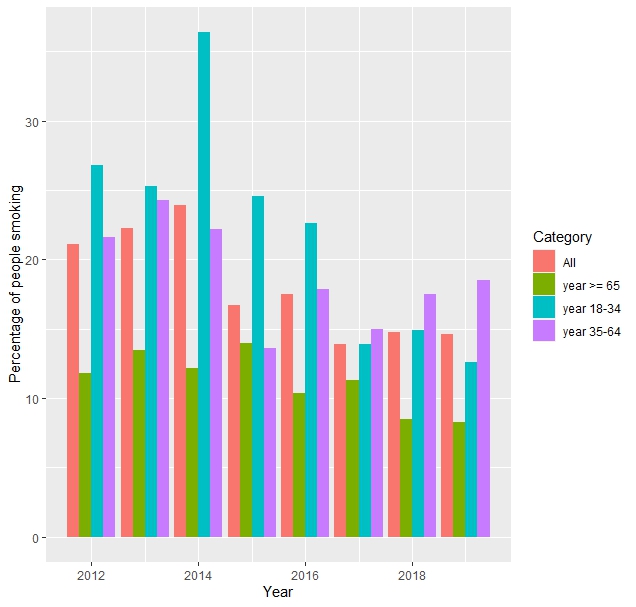 Percentage of people smoking
30
20
10
0
2012 2014 2016 2018
Year
Category
All
year >= 65
year 18-34
year 35-64